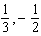 1/3, - 1/2